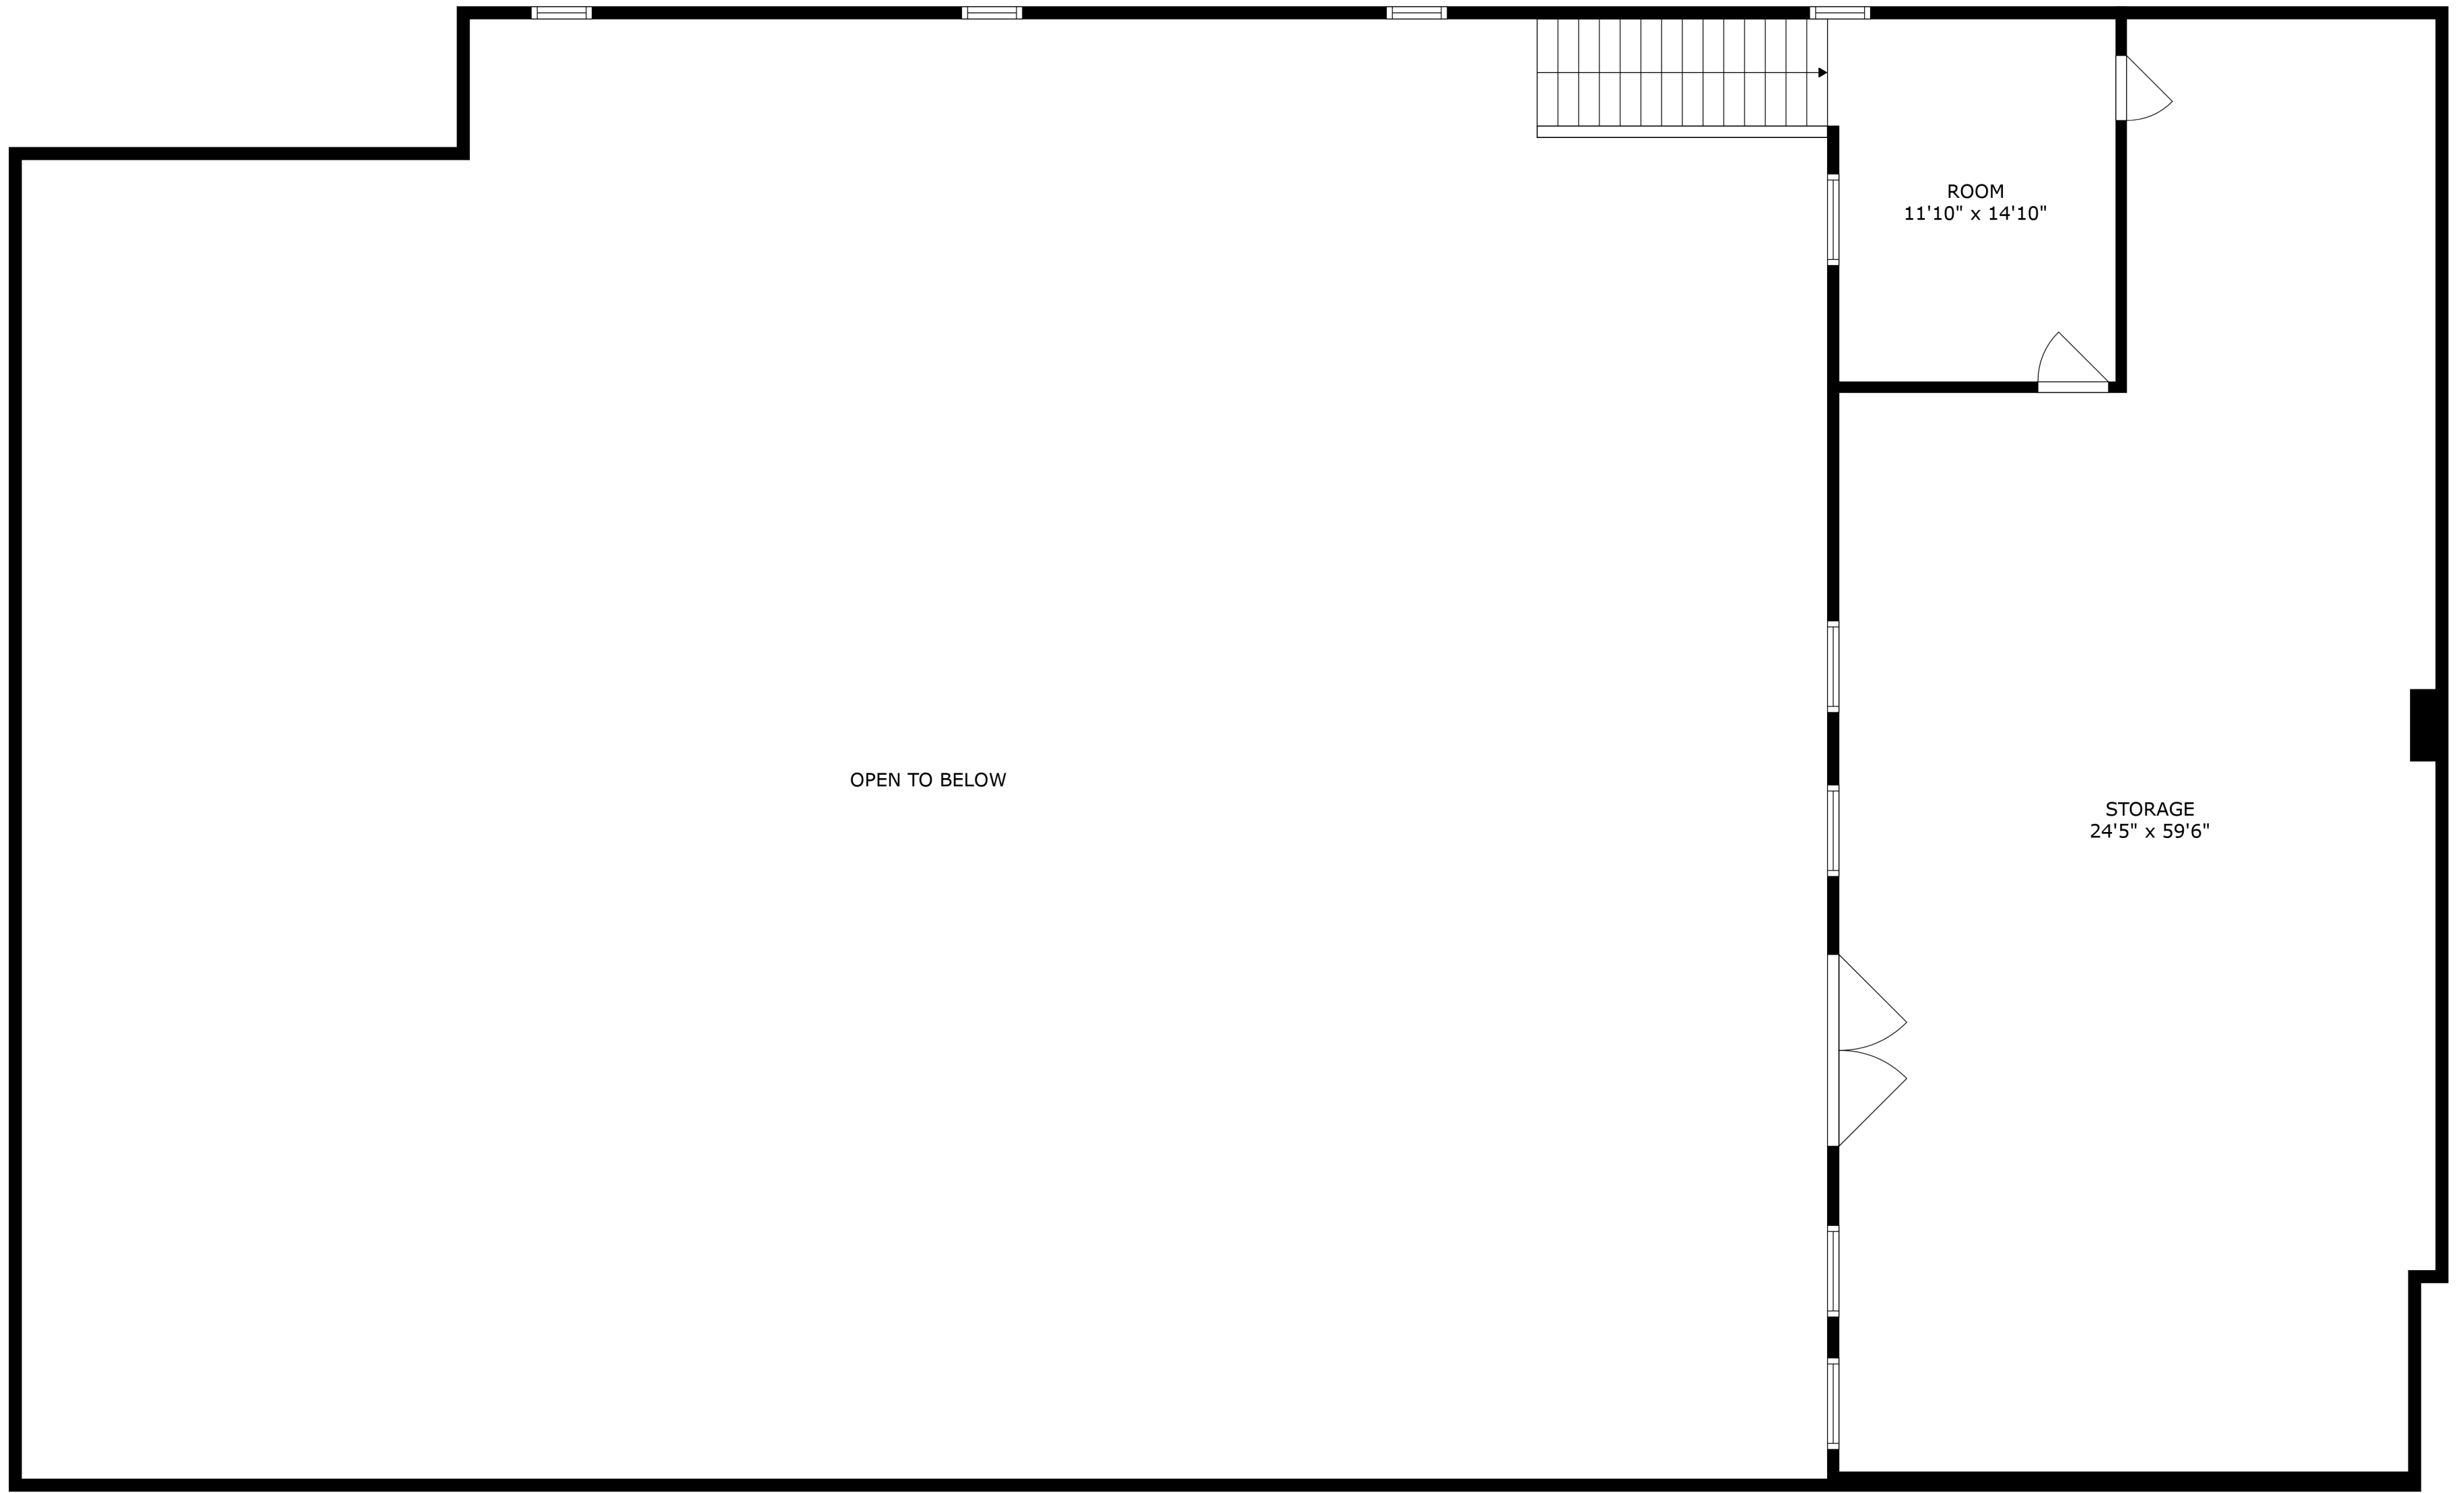 ROOM
11'10" x 14'10"
OPEN TO BELOW
STORAGE
24'5" x 59'6"